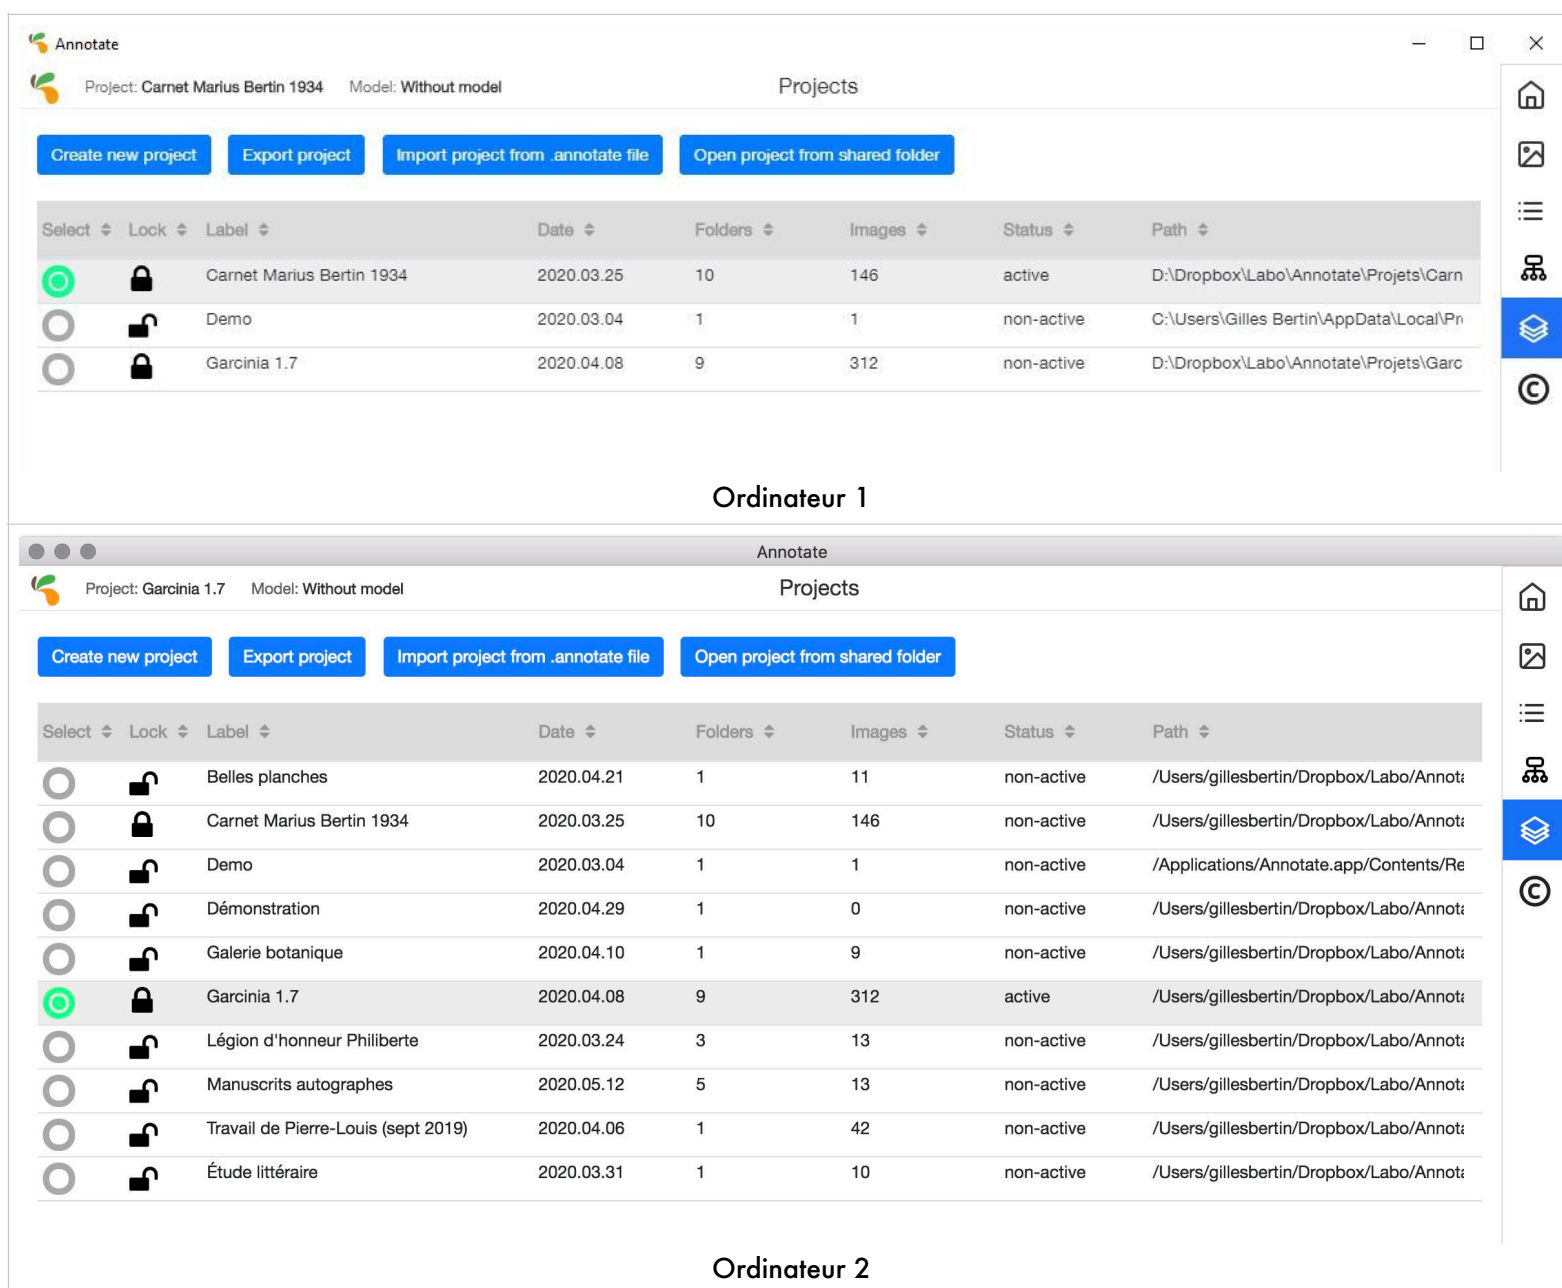 Annotate
Project: Carnet Marius Bertin 1934 Model: Without model Projects
Create new project Export project Import project from .annotate file Open project from shared folder
Select Lock Label Date Folders Images Status Path
Carnet Marius Bertin 1934 2020.03.25 10 146 active D:\Dropbox\Labo\Annotate\Projets\Carn
Demo 2020.03.04 1 1 non-active C:\Users\Gilles Bertin\AppData\Local\Pr
Garcinia 1.7 2020.04.08 9 312 non-active D:\Dropbox\Labo\Annotate\Projets\Garc
Ordinateur 1
Annotate
Project: Garcinia 1.7 Model: Without model Projects
Create new project Export project Import project from .annotate file Open project from shared folder
Select Lock Label Date Folders Images Status Path
Belles planches 2020.04.21 1 11 non-active /Users/gillesbertin/Dropbox/Labo/Annota
Carnet Marius Bertin 1934 2020.03.25 10 146 non-active /Users/gillesbertin/Dropbox/Labo/Annota
Demo 2020.03.04 1 1 non-active /Applications/Annotate.app/Contents/Re
Démonstration 2020.04.29 1 0 non-active /Users/gillesbertin/Dropbox/Labo/Annota
Galerie botanique 2020.04.10 1 9 non-active /Users/gillesbertin/Dropbox/Labo/Annota
Garcinia 1.7 2020.04.08 9 312 active /Users/gillesbertin/Dropbox/Labo/Annota
Légion d'honneur Philiberte 2020.03.24 3 13 non-active /Users/gillesbertin/Dropbox/Labo/Annota
Manuscrits autographes 2020.05.12 5 13 non-active /Users/gillesbertin/Dropbox/Labo/Annota
Travail de Pierre-Louis (sept 2019) 2020.04.06 1 42 non-active /Users/gillesbertin/Dropbox/Labo/Annota
Étude littéraire 2020.03.31 1 10 non-active /Users/gillesbertin/Dropbox/Labo/Annota
Ordinateur 2